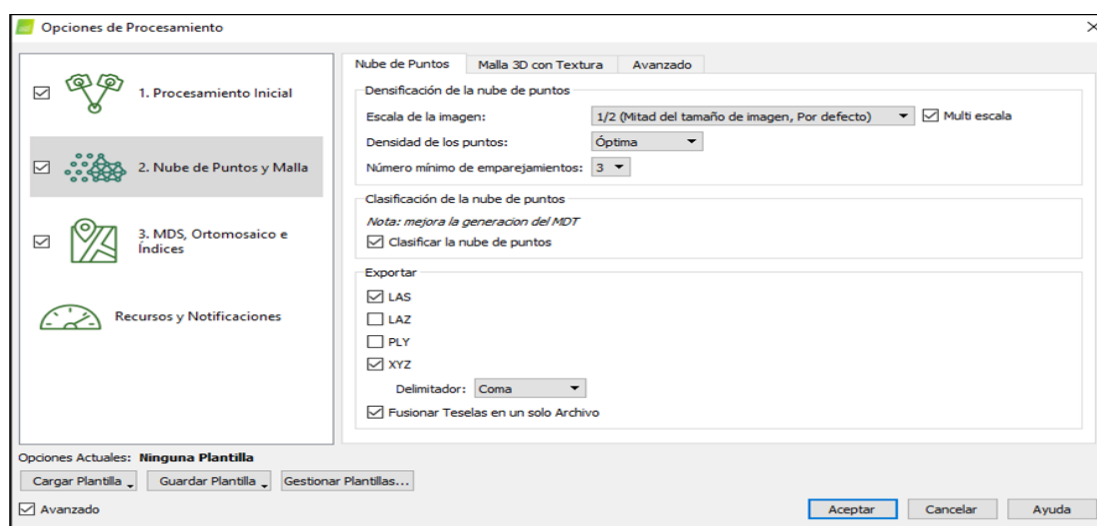 Opciones de Procesamiento
1. Procesamiento Inicial
2. Nube de Puntos y Malla
3. MDS, Ortomosaico e
Índices
Recursos y Notificaciones
Nube de Puntos Malla 3D con Textura Avanzado
Densificación de la nube de puntos
Escala de la imagen: 1/2 (Mitad del tamaño de imagen, Por defecto) Multi escala
Densidad de los puntos: Óptima
Número mínimo de emparejamientos: 3
Clasificación de la nube de puntos
Nota: mejora la generacion del MDT
Clasificar la nube de puntos
Exportar
LAS
LAZ
PLY
XYZ
Delimitador: Coma
Fusionar Teselas en un solo Archivo
Opciones Actuales: Ninguna Plantilla
Cargar Plantilla Guardar Plantilla Gestionar Plantillas...
Avanzado Aceptar Cancelar Ayuda